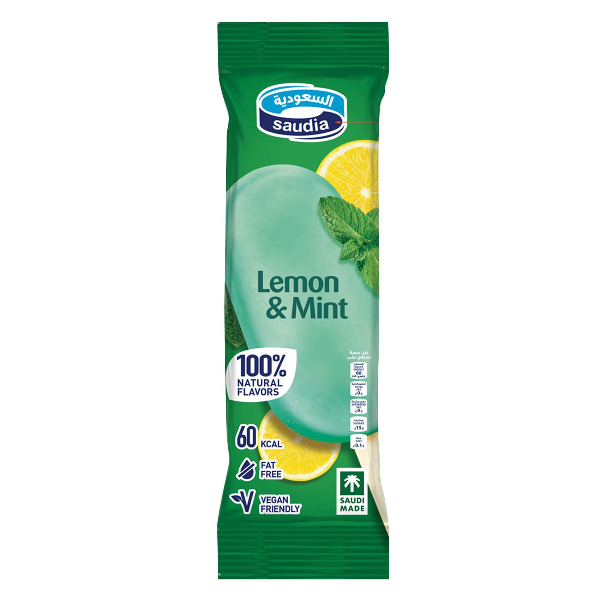 السعودية
saudia
Lemon
& Mint
100%
NATURAL
FLAVORS
60 KCAL
FAT
FREE
VEGAN
FRIENDLY
SAUDI
MADE